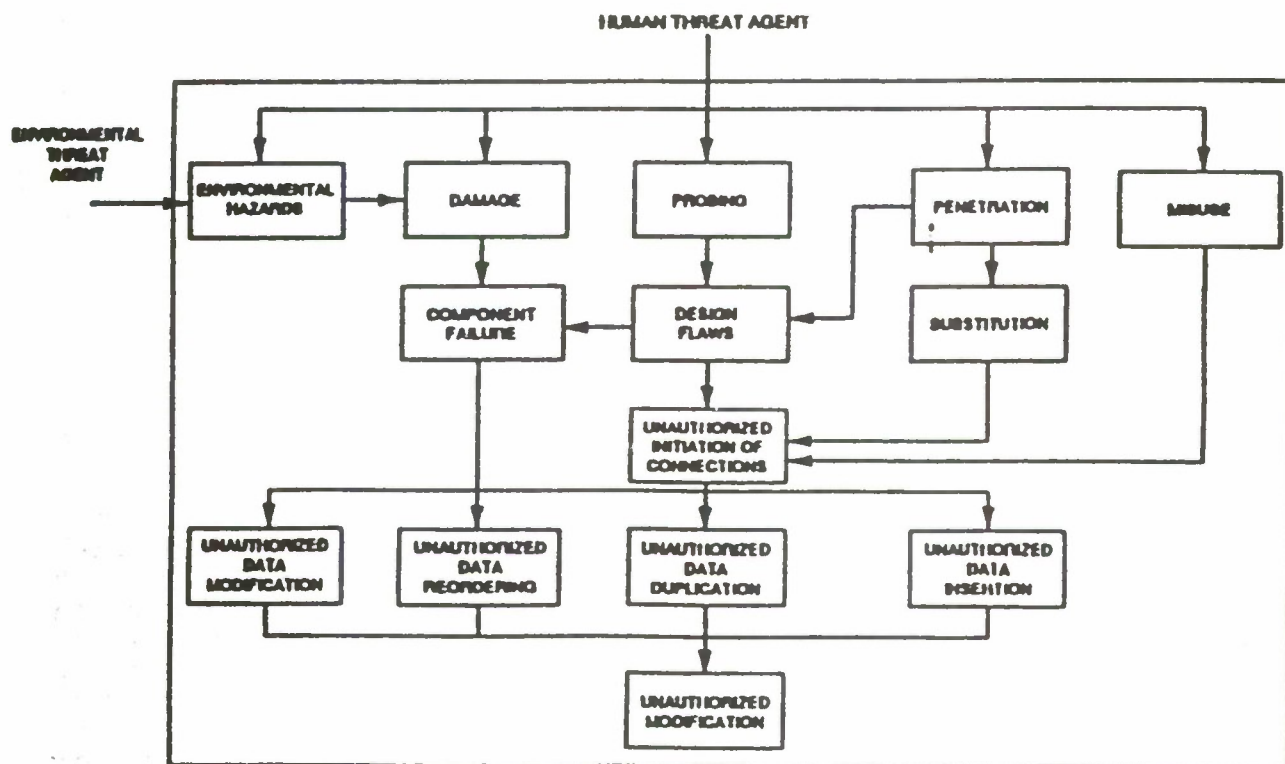 HUMAN THREAT AGENT
ENVIRONMENTAL
THREAT
AGENT
ENVIRONMENTAL
HAZARDS
DAMAGE
PROBING
PENETRATION
MISUSE
COMPONENT
FAILURE
DESIGN
FLAWS
SUBSTITUTION
UNAUTHORIZED
INITIATION OF
CONNECTIONS
UNAUTHORIZED
DATA
MODIFICATION
UNAUTHORIZED
DATA
REORDERING
UNAUTHORIZED
DATA
DUPLICATION
UNAUTHORIZED
DATA
INSERTION
UNAUTHORIZED
MODIFICATION